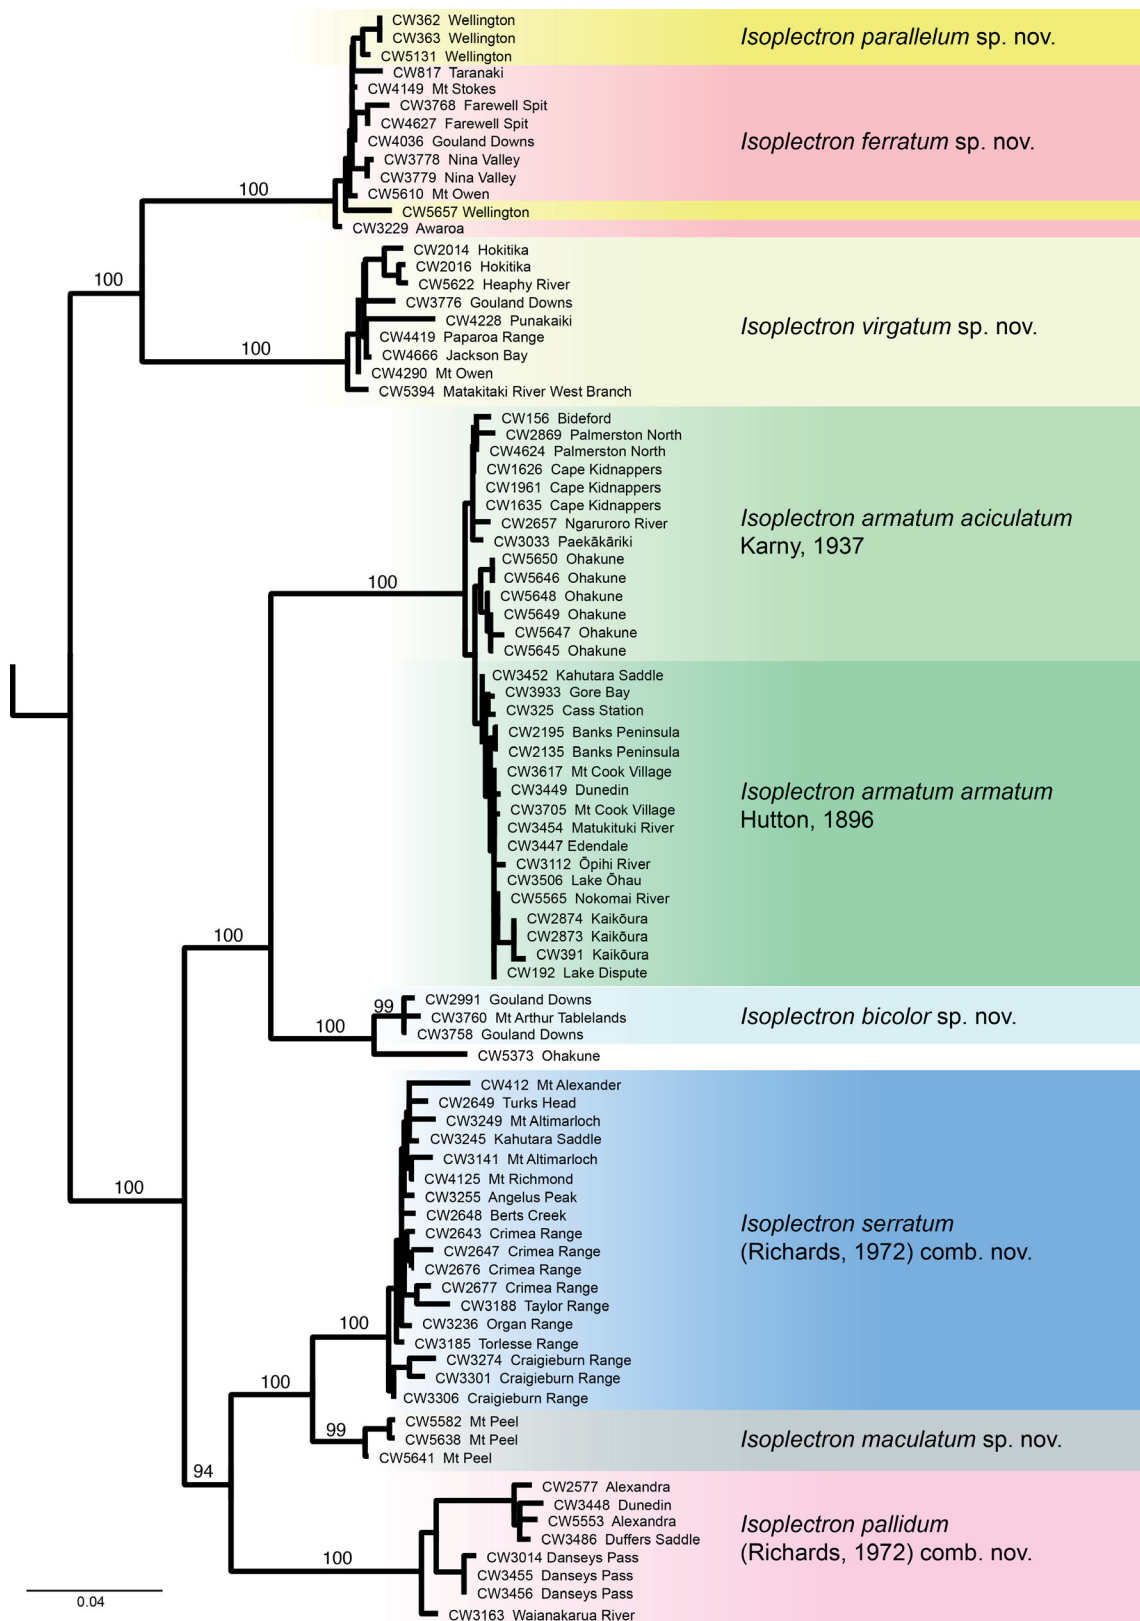 CW362 Wellington
CW363 Wellington
CW5131 Wellington
Isoplectron parallelum sp. nov.
CW817 Taranaki
CW4149 Mt Stokes
CW3768 Farewell Spit
CW4627 Farewell Spit
CW4036 Gouland Downs
CW3778 Nina Valley
CW3779 Nina Valley
CW5610 Mt Owen
Isoplectron ferratum sp. nov.
CW5657 Wellington
CW3229 Awaroa
100
100
CW2014 Hokitika
CW2016 Hokitika
CW5622 Heaphy River
CW3776 Gouland Downs
CW4228 Punakaiki
CW4419 Paparoa Range
CW4666 Jackson Bay
CW4290 Mt Owen
CW5394 Matakitaki River West Branch
Isoplectron virgatum sp. nov.
100
CW156 Bideford
CW2869 Palmerston North
CW4624 Palmerston North
CW1626 Cape Kidnappers
CW1961 Cape Kidnappers
CW1635 Cape Kidnappers
CW2657 Ngaruroro River
CW3033 Paekākāriki
CW5650 Ohakune
CW5646 Ohakune
CW5648 Ohakune
CW5649 Ohakune
CW5647 Ohakune
CW5645 Ohakune
Isoplectron armatum aciculatum
Karny, 1937
100
CW3452 Kahutara Saddle
CW3933 Gore Bay
CW325 Cass Station
CW2195 Banks Peninsula
CW2135 Banks Peninsula
CW3617 Mt Cook Village
CW3449 Dunedin
CW3705 Mt Cook Village
CW3454 Matukituki River
CW3447 Edendale
CW3112 Ōpihi River
CW3506 Lake Ōhau
CW5565 Nokomai River
CW2874 Kaikōura
CW2873 Kaikōura
CW391 Kaikōura
CW192 Lake Dispute
Isoplectron armatum armatum
Hutton, 1896
100
99
100
CW2991 Gouland Downs
CW3760 Mt Arthur Tablelands
CW3758 Gouland Downs
Isoplectron bicolor sp. nov.
CW5373 Ohakune
CW412 Mt Alexander
CW2649 Turks Head
CW3249 Mt Altimarloch
CW3245 Kahutara Saddle
CW3141 Mt Altimarloch
CW4125 Mt Richmond
CW3255 Angelus Peak
CW2648 Berts Creek
CW2643 Crimea Range
CW2647 Crimea Range
CW2676 Crimea Range
CW2677 Crimea Range
CW3188 Taylor Range
CW3236 Organ Range
CW3185 Torlesse Range
CW3274 Craigieburn Range
CW3301 Craigieburn Range
CW3306 Craigieburn Range
Isoplectron serratum
(Richards, 1972) comb. nov.
100
100
100
99
CW5582 Mt Peel
CW5638 Mt Peel
CW5641 Mt Peel
Isoplectron maculatum sp. nov.
94
CW2577 Alexandra
CW3448 Dunedin
CW5553 Alexandra
CW3486 Duffers Saddle
CW3014 Danseys Pass
CW3455 Danseys Pass
CW3456 Danseys Pass
CW3163 Waianakarua River
Isoplectron pallidum
(Richards, 1972) comb. nov.
100
0.04